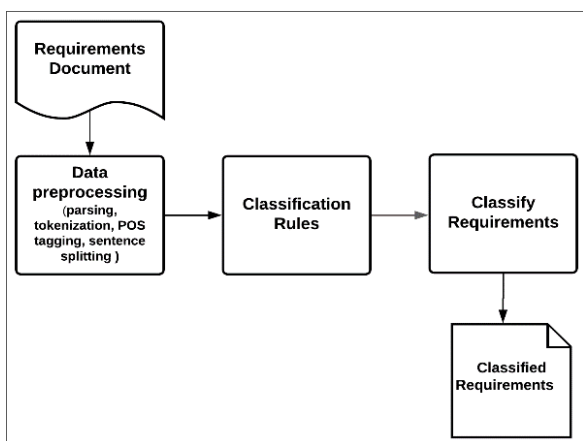 Requirements
Document
Data
preprocessing
(parsing,
tokenization, POS
tagging, sentence
splitting )
Classification
Rules
Classify
Requirements
Classified
Requirements